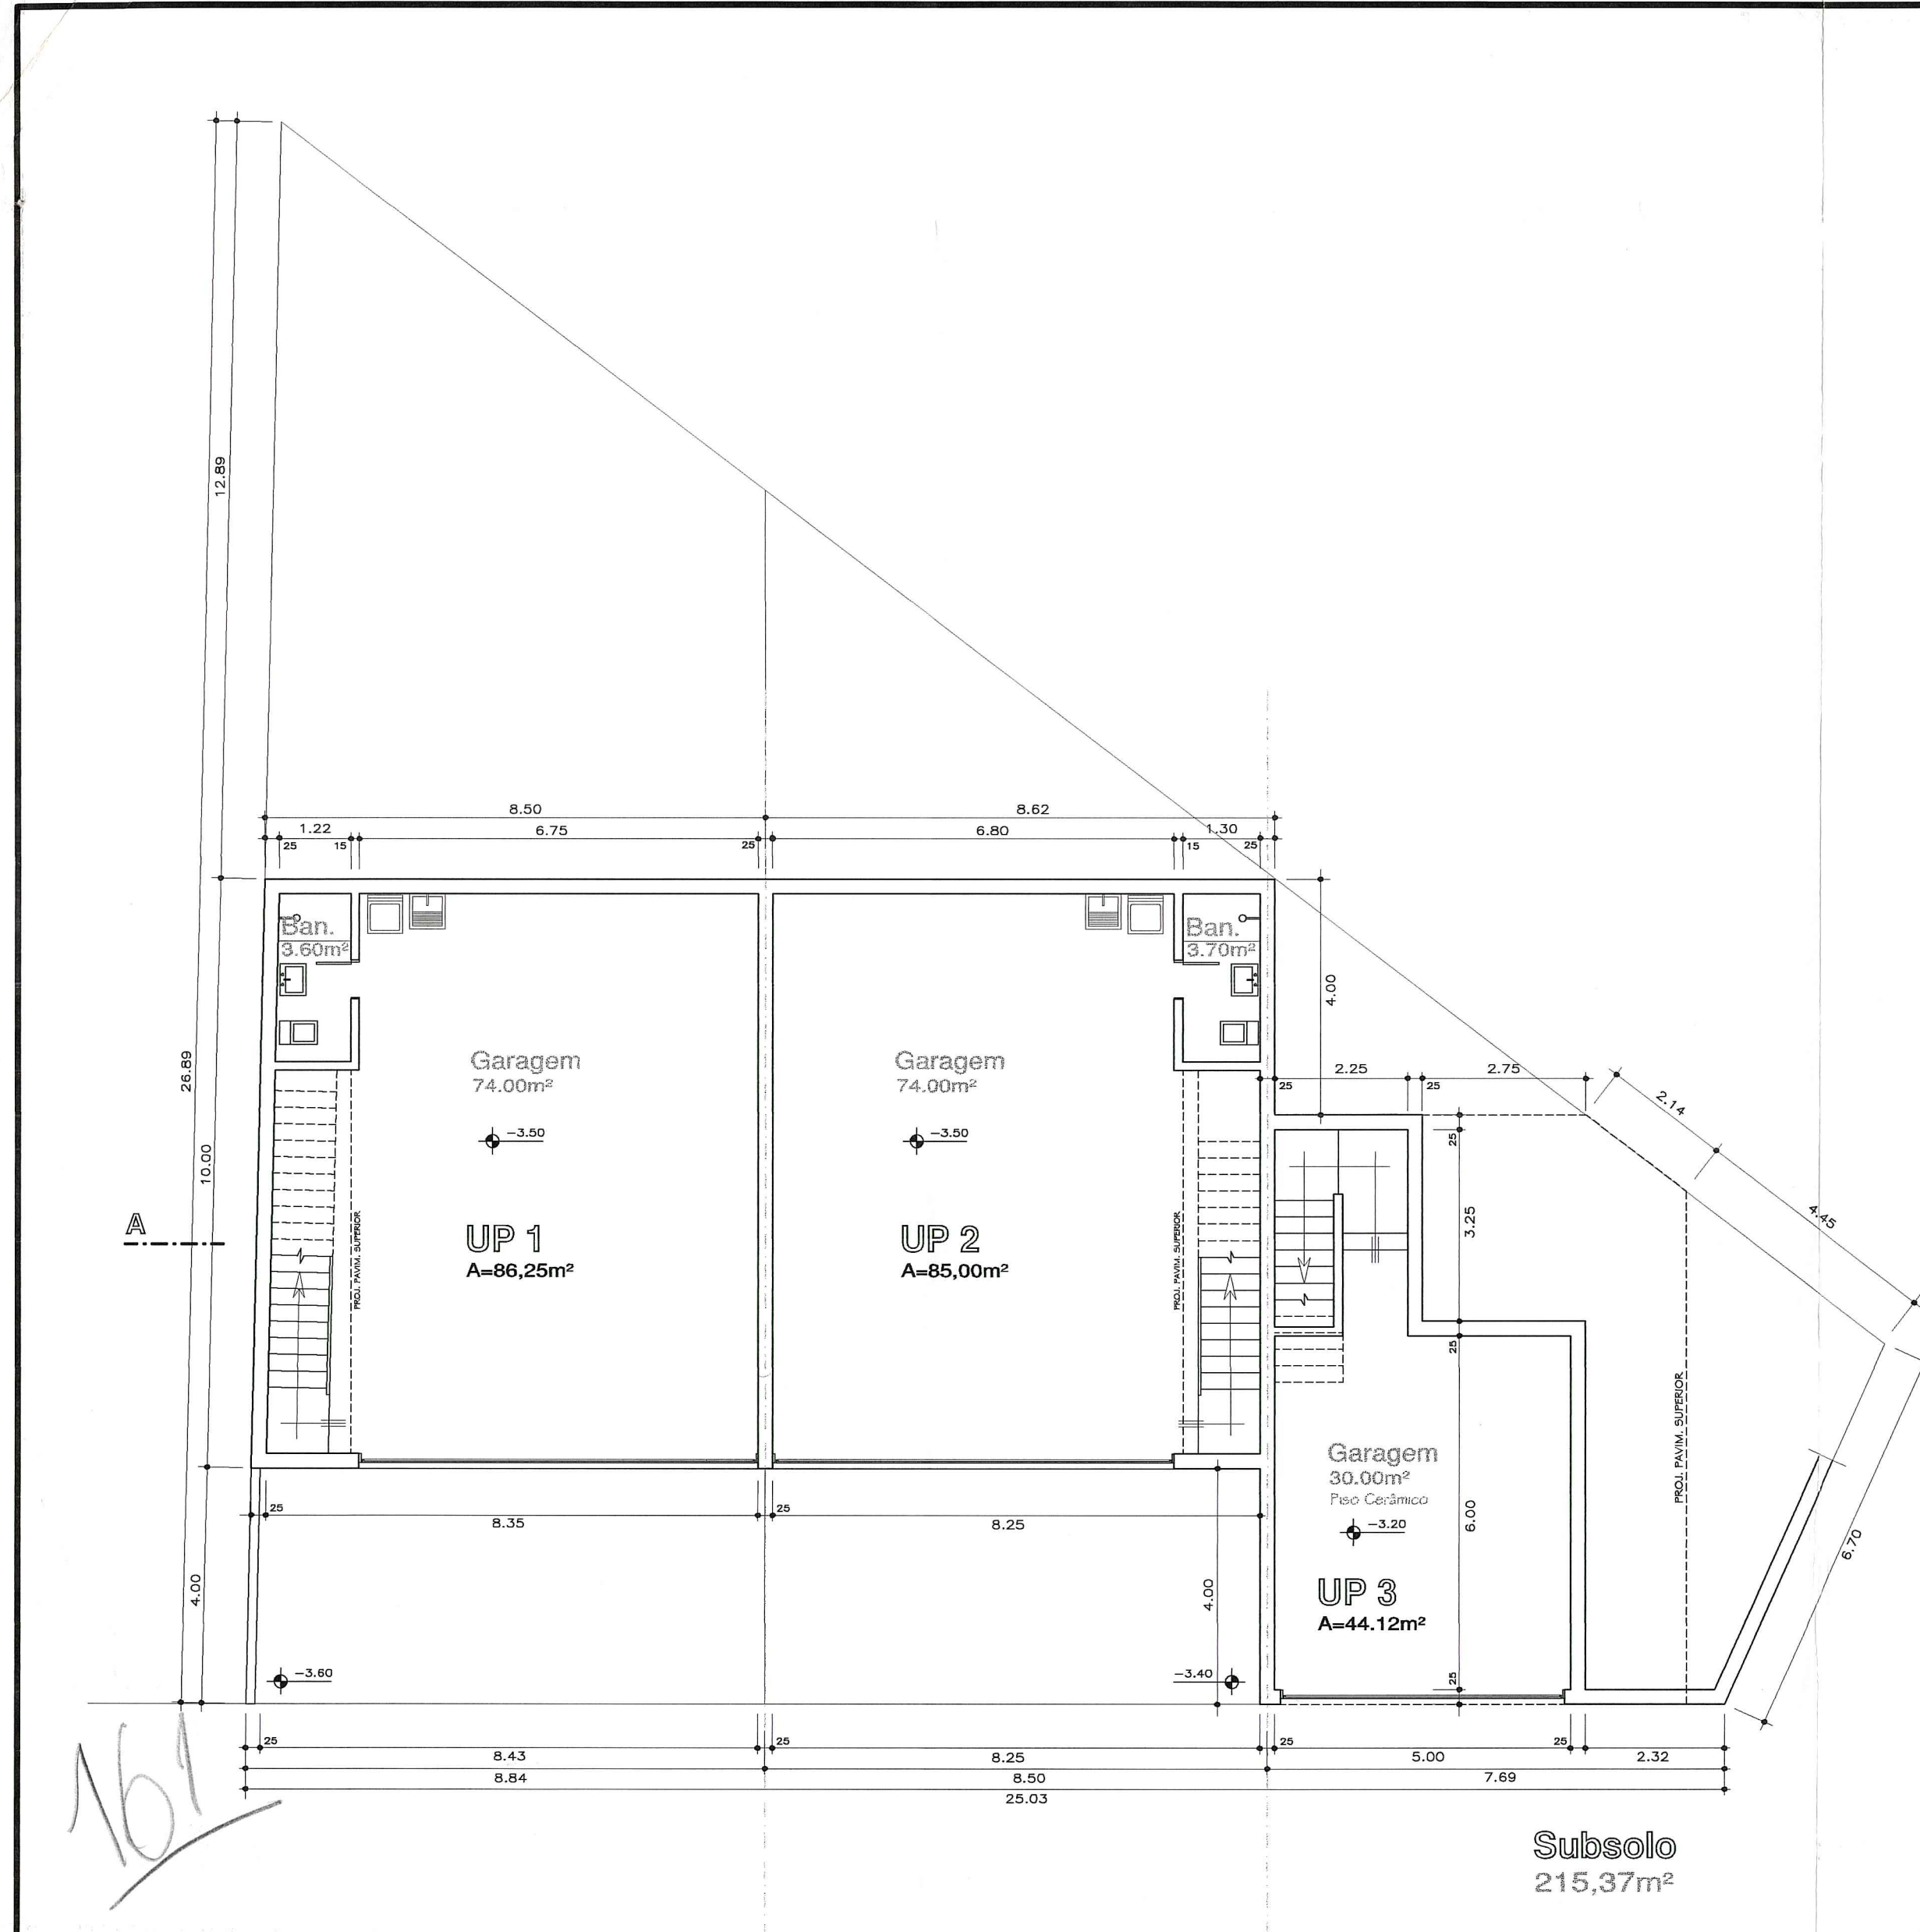 12.89
26.89
10.00
4.00
8.50
8.62
1.22
6.75
6.80
1.30
25
15
25
15
25
Ban.
3.60m²
Ban.
3.70m²
4.00
Garagem
74.00m²
Garagem
74.00m²
2.25
2.75
25
25
2.14
-3.50
-3.50
25
A
3.25
4.45
UP 1
A=86,25m²
UP 2
A=85,00m²
PROJ. PAVIM. SUPERIOR
PROJ. PAVIM. SUPERIOR
25
PROJ. PAVIM. SUPERIOR
Garagem
30.00m²
Piso Cerâmico
-3.20
6.00
6.70
25
8.35
25
8.25
4.00
UP 3
A=44.12m²
-3.60
-3.40
25
25
8.43
25
8.25
25
5.00
25
2.32
8.84
8.50
7.69
25.03
161
Subsolo
215,37m²